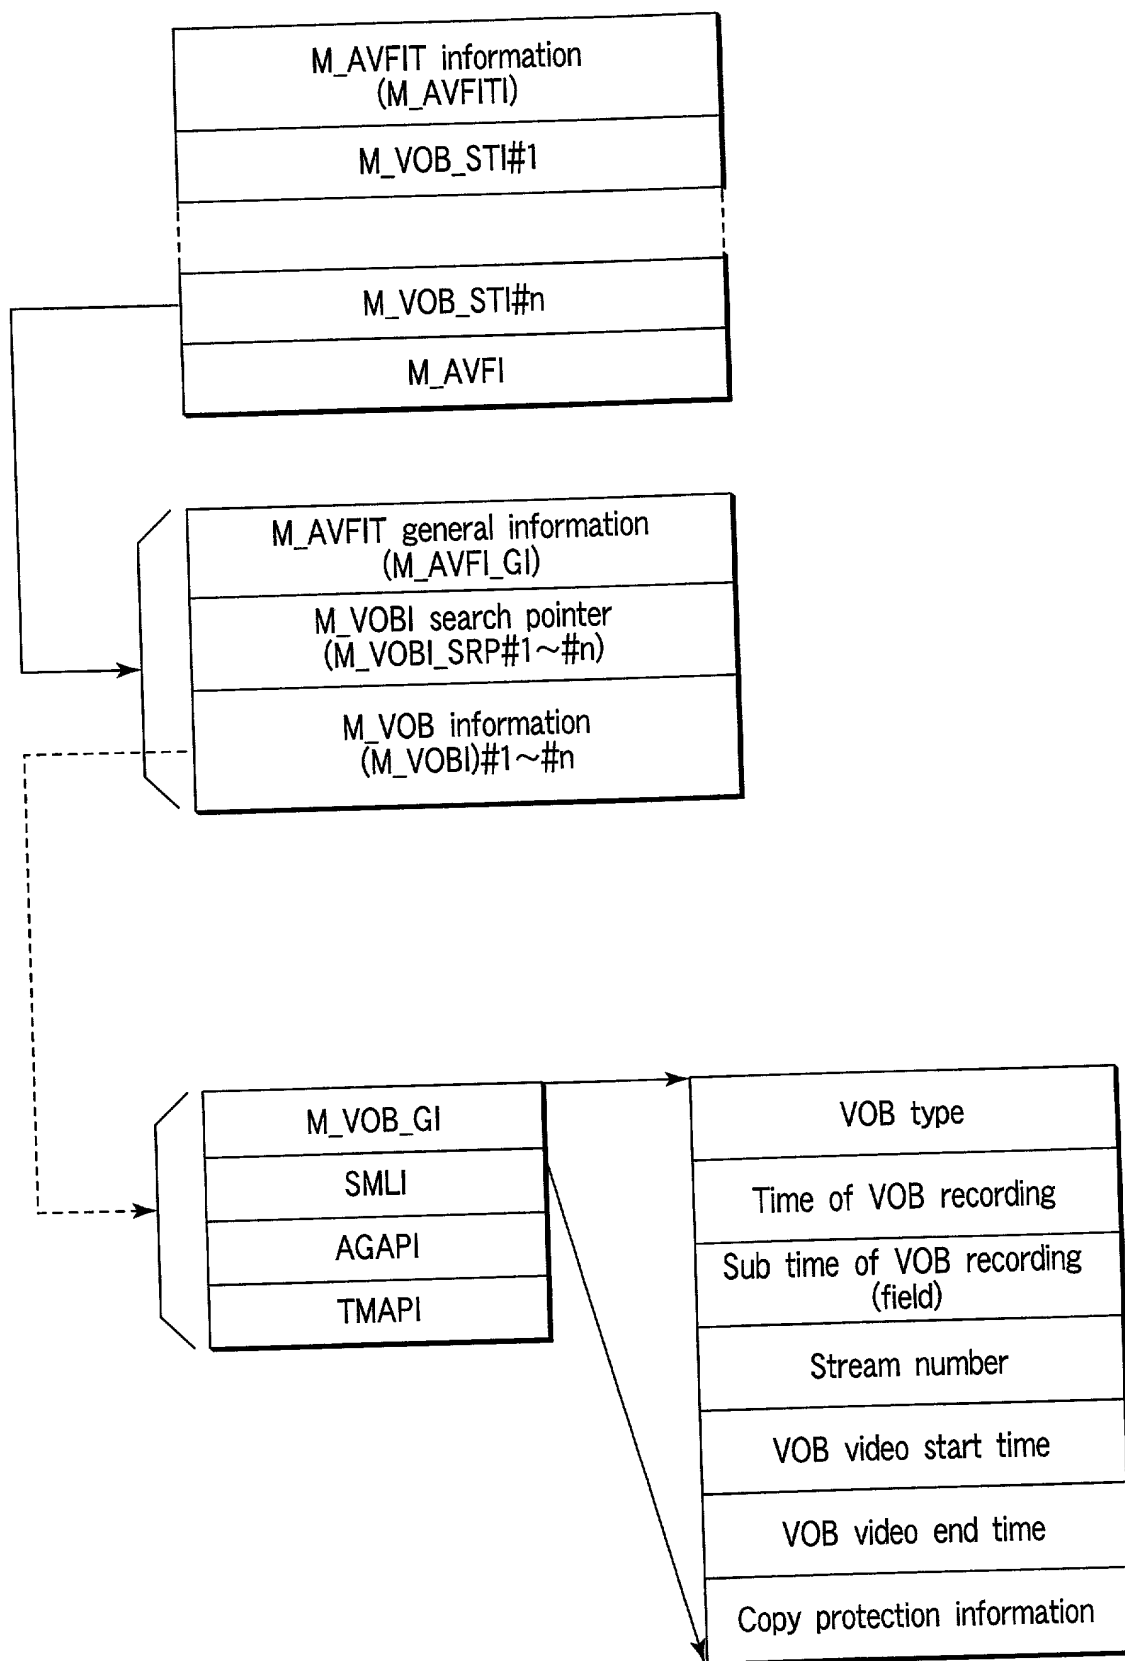 M_AVFIT information
(M_AVFITI)
M_VOB_STI#1
M_VOB_STI#n
M_AVFI
M_AVFIT general information
(M_AVFI_GI)
M_VOBI search pointer
(M_VOBI_SRP#1~#n)
M_VOB information
(M_VOBI)#1~#n
M_VOB_GI
SMLI
AGAPI
TMAPI
VOB type
Time of VOB recording
Sub time of VOB recording
(field)
Stream number
VOB video start time
VOB video end time
Copy protection information